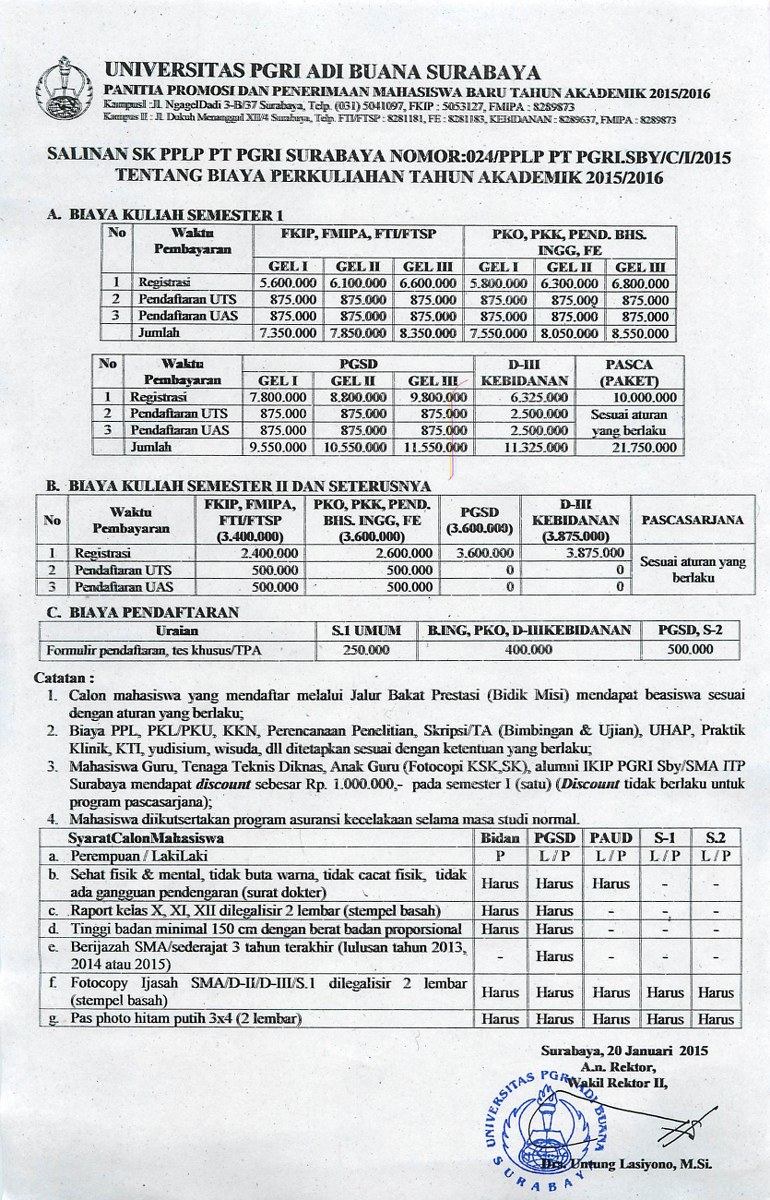 UNIVERSITAS PGRI ADI BUANA SURABAYA
PANITIA PROMOSI DAN PENERIMAAN MAHASISWA BARU TAHUN AKADEMIK 2015/2016
KampusI :Jl. NgagelDadi 3-B/37 Surabaya, Telp. (031) 5041097, FKIP : 5053127, FMIPA : 8289873
Kampus II : Jl. Dukuh Menanggul XII/4 Surabaya, Telp. FTI/FTSP : 8281181, FE : 8281183, KEBIDANAN : 8289637, FMIPA : 8289873
SALINAN SK PPLP PT PGRI SURABAYA NOMOR:024/PPLP PT PGRI.SBY/C/I/2015
TENTANG BIAYA PERKULIAHAN TAHUN AKADEMIK 2015/2016
A. BIAYA KULIAH SEMESTER 1
No Waktu Pembayaran FKIP, FMIPA, FTI/FTSP PKO, PKK, PEND. BHS. INGG, FE
GEL I GEL II GEL III GEL I GEL II GEL III
1 Registrasi 5.600.000 6.100.000 6.600.000 5.800.000 6.300.000 6,800.000
2 Pendaftaran UTS 875.000 875.000 875.000 875.000 875.000 875.000
3 Pendaftaran UAS 875.000 875.000 875.000 875.000 875.000 875.000
Jumlah 7.350.000 7.850.000 8.350.000 7.550.000 8.050.000 8.550.000
No Waktu Pembayaran PGSD D-III KEBIDANAN PASCA (PAKET)
GEL I GEL II GEL III
1 Registrasi 7.800.000 8.800.000 9.800.000 6.325.000 10.000.000
2 Pendaftaran UTS 875.000 875.000 875.000 2.500.000 Sesuai aturan
3 Pendaftaran UAS 875.000 875.000 875.000 2.500.000 yang berlaku
Jumlah 9.550.000 10.550.000 11.550.000 11.325.000 21.750.000
B. BIAYA KULIAH SEMESTER II DAN SETERUSNYA
No Waktu Pembayaran FKIP, FMIPA, FTI/FTSP (3.400.000) PKO, PKK, PEND. BHS. INGG, FE (3.600.000) PGSD (3.600.000) D-III KEBIDANAN (3.875.000) PASCASARJANA
1 Registrasi 2.400.000 2.600.000 3.600.000 3.875.000 Sesuai aturan yang berlaku
2 Pendaftaran UTS 500.000 500.000 0 0
3 Pendaftaran UAS 500.000 500.000 0 0
C. BIAYA PENDAFTARAN
Uraian S.1 UMUM B.ING, PKO, D-IIIKEBIDANAN PGSD, S-2
Formulir pendaftaran, tes khusus/TPA 250.000 400.000 500.000
Catatan :
1. Calon mahasiswa yang mendaftar melalui Jalur Bakat Prestasi (Bidik Misi) mendapat beasiswa sesuai
dengan aturan yang berlaku;
2. Biaya PPL, PKL/PKU, KKN, Perencanaan Penelitian, Skripsi/TA (Bimbingan & Ujian), UHAP, Praktik
Klinik, KTI, yudisium, wisuda, dll ditetapkan sesuai dengan ketentuan yang berlaku;
3. Mahasiswa Guru, Tenaga Teknis Diknas, Anak Guru (Fotocopi KSK,SK), alumni IKIP PGRI Sby/SMA ITP
Surabaya mendapat discount sebesar Rp. 1.000.000,- pada semester I (satu) (Discount tidak berlaku untuk
program pascasarjana);
4. Mahasiswa diikutsertakan program asuransi kecelakaan selama masa studi normal.
SyaratCalonMahasiswa Bidan PGSD PAUD S-1 S.2
a. Perempuan / LakiLaki P L / P L / P L / P L / P
b. Sehat fisik & mental, tidak buta warna, tidak cacat fisik, tidak
ada gangguan pendengaran (surat dokter) Harus Harus Harus - -
c. Raport kelas X, XI, XII dilegalisir 2 lembar (stempel basah) Harus Harus - - -
d. Tinggi badan minimal 150 cm dengan berat badan proporsional Harus Harus - - -
e. Berijazah SMA/sederajat 3 tahun terakhir (lulusan tahun 2013,
2014 atau 2015) - Harus - - -
f. Fotocopy Ijasah SMA/D-II/D-III/S.1 dilegalisir 2 lembar
(stempel basah) Harus Harus Harus Harus Harus
g. Pas photo hitam putih 3x4 (2 lembar) Harus Harus Harus Harus Harus
Surabaya, 20 Januari 2015
A.n. Rektor,
Wakil Rektor II,
UNIVERSITAS PGRI ADI BUANA
SURABAYA
Drs. Untung Lasiyono, M.Si.